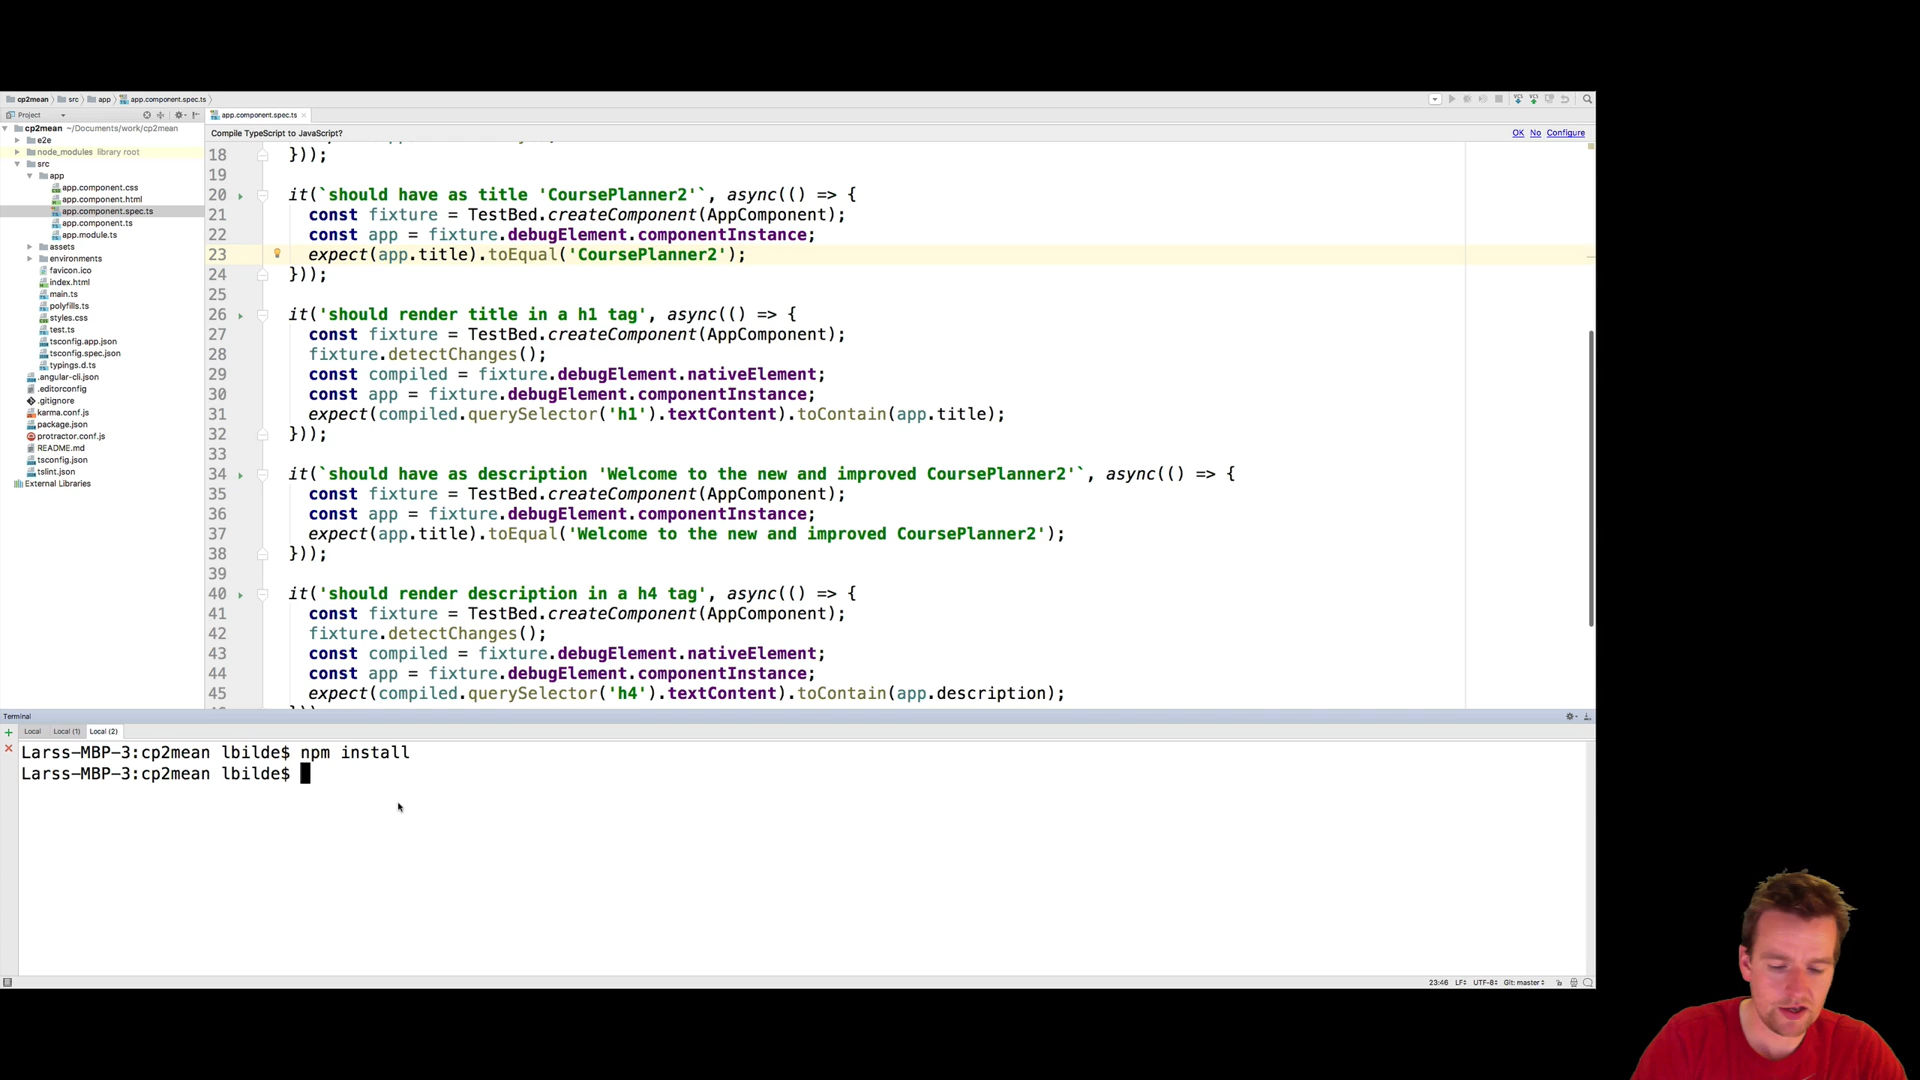 cp2mean src app app.component.spec.ts
Project
app.component.spec.ts
cp2mean ~/Documents/work/cp2mean
e2e
node_modules library root
src
app
app.component.css
app.component.html
app.component.spec.ts
app.component.ts
app.module.ts
assets
environments
favicon.ico
index.html
main.ts
polyfills.ts
styles.css
test.ts
tsconfig.app.json
tsconfig.spec.json
typings.d.ts
.angular-cli.json
.editorconfig
.gitignore
karma.conf.js
package.json
protractor.conf.js
README.md
tsconfig.json
tslint.json
External Libraries
Compile TypeScript to JavaScript? OK No Configure
18 }));
19
20 it(`should have as title 'CoursePlanner2'`, async(() => {
21 const fixture = TestBed.createComponent(AppComponent);
22 const app = fixture.debugElement.componentInstance;
23 expect(app.title).toEqual('CoursePlanner2');
24 }));
25
26 it('should render title in a h1 tag', async(() => {
27 const fixture = TestBed.createComponent(AppComponent);
28 fixture.detectChanges();
29 const compiled = fixture.debugElement.nativeElement;
30 const app = fixture.debugElement.componentInstance;
31 expect(compiled.querySelector('h1').textContent).toContain(app.title);
32 }));
33
34 it(`should have as description 'Welcome to the new and improved CoursePlanner2'`, async(() => {
35 const fixture = TestBed.createComponent(AppComponent);
36 const app = fixture.debugElement.componentInstance;
37 expect(app.title).toEqual('Welcome to the new and improved CoursePlanner2');
38 }));
39
40 it('should render description in a h4 tag', async(() => {
41 const fixture = TestBed.createComponent(AppComponent);
42 fixture.detectChanges();
43 const compiled = fixture.debugElement.nativeElement;
44 const app = fixture.debugElement.componentInstance;
45 expect(compiled.querySelector('h4').textContent).toContain(app.description);
Terminal
Local Local (1) Local (2)
Larss-MBP-3:cp2mean lbilde$ npm install
Larss-MBP-3:cp2mean lbilde$
23:46 LF UTF-8 Git: master